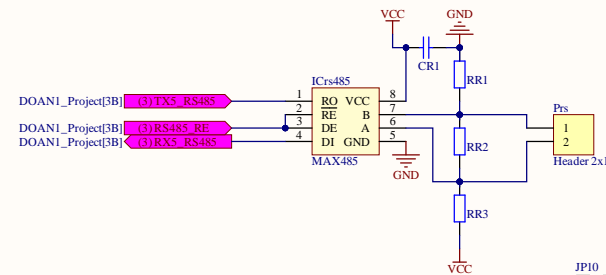 VCC
GND
CR1
RR1
ICrs485
DOAN1_Project[3B] (3) TX5_RS485 1 RO VCC 8
2 RE B 7
DOAN1_Project[3B] (3) RS485_RE 3 DE A 6
DOAN1_Project[3B] (3) RX5_RS485 4 DI GND 5
MAX485
GND
Prs
1
2
Header 2x1
RR2
RR3
VCC
JP10